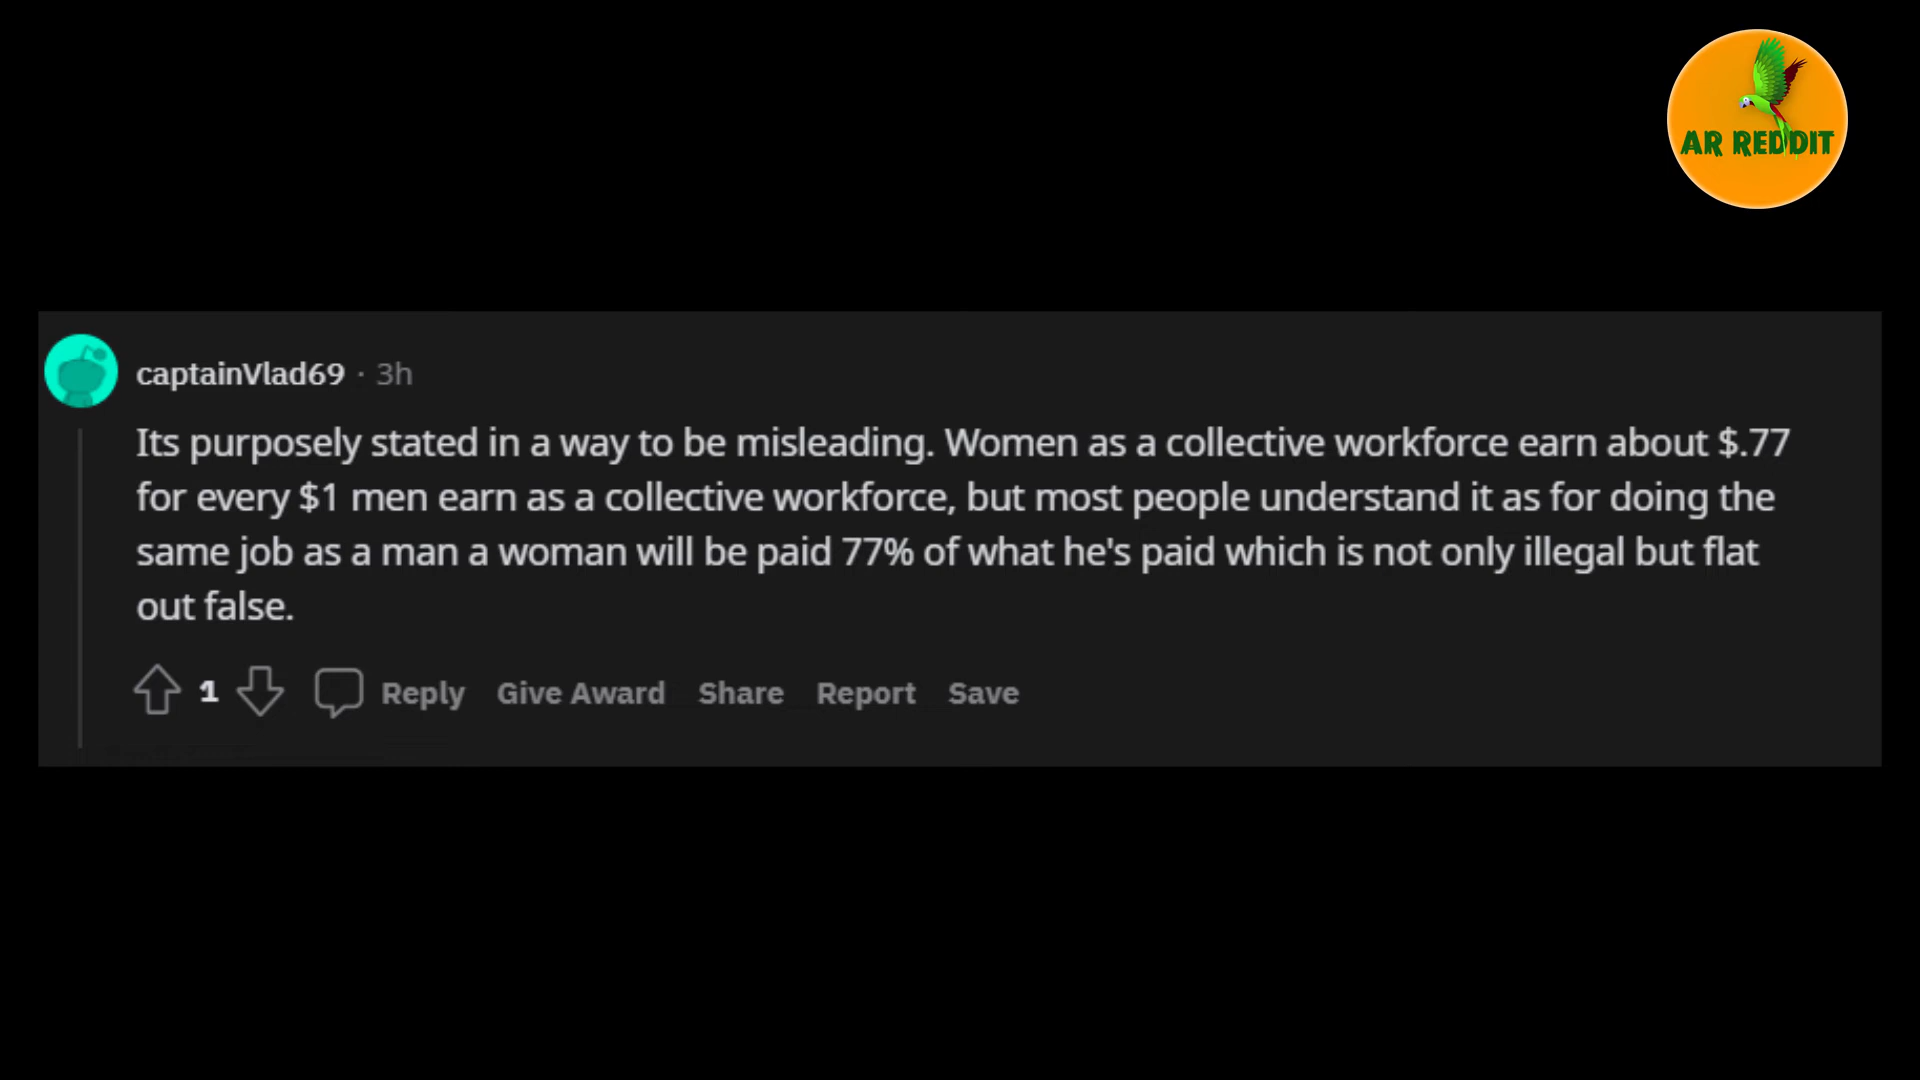 AR REDDIT
captainVlad69 · 3h
Its purposely stated in a way to be misleading. Women as a collective workforce earn about $.77
for every $1 men earn as a collective workforce, but most people understand it as for doing the
same job as a man a woman will be paid 77% of what he's paid which is not only illegal but flat
out false.
1 Reply Give Award Share Report Save